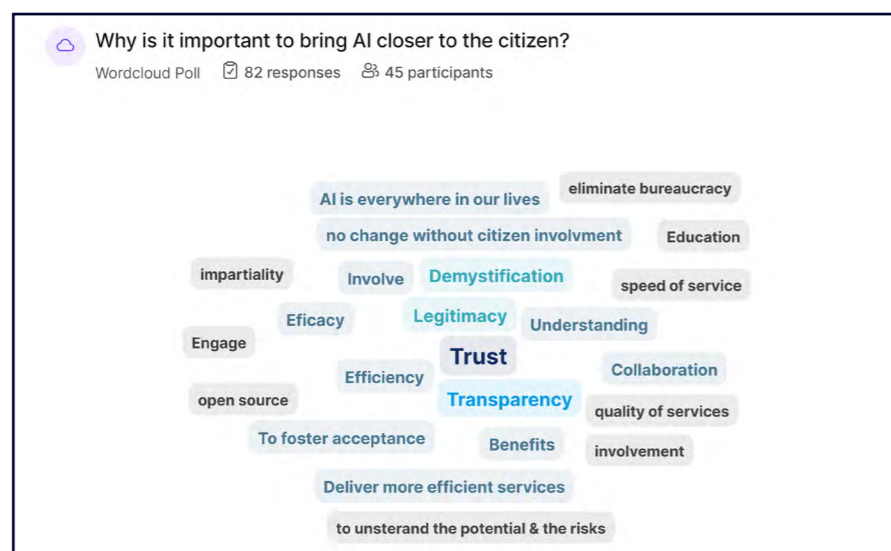 Why is it important to bring AI closer to the citizen?
Wordcloud Poll 82 responses 45 participants
eliminate bureaucracy
AI is everywhere in our lives
no change without citizen involvment
Education
impartiality
Involve
Demystification
speed of service
Eficacy
Legitimacy
Understanding
Engage
Trust
Efficiency
Collaboration
open source
Transparency
quality of services
To foster acceptance
Benefits
involvement
Deliver more efficient services
to unsterand the potential & the risks